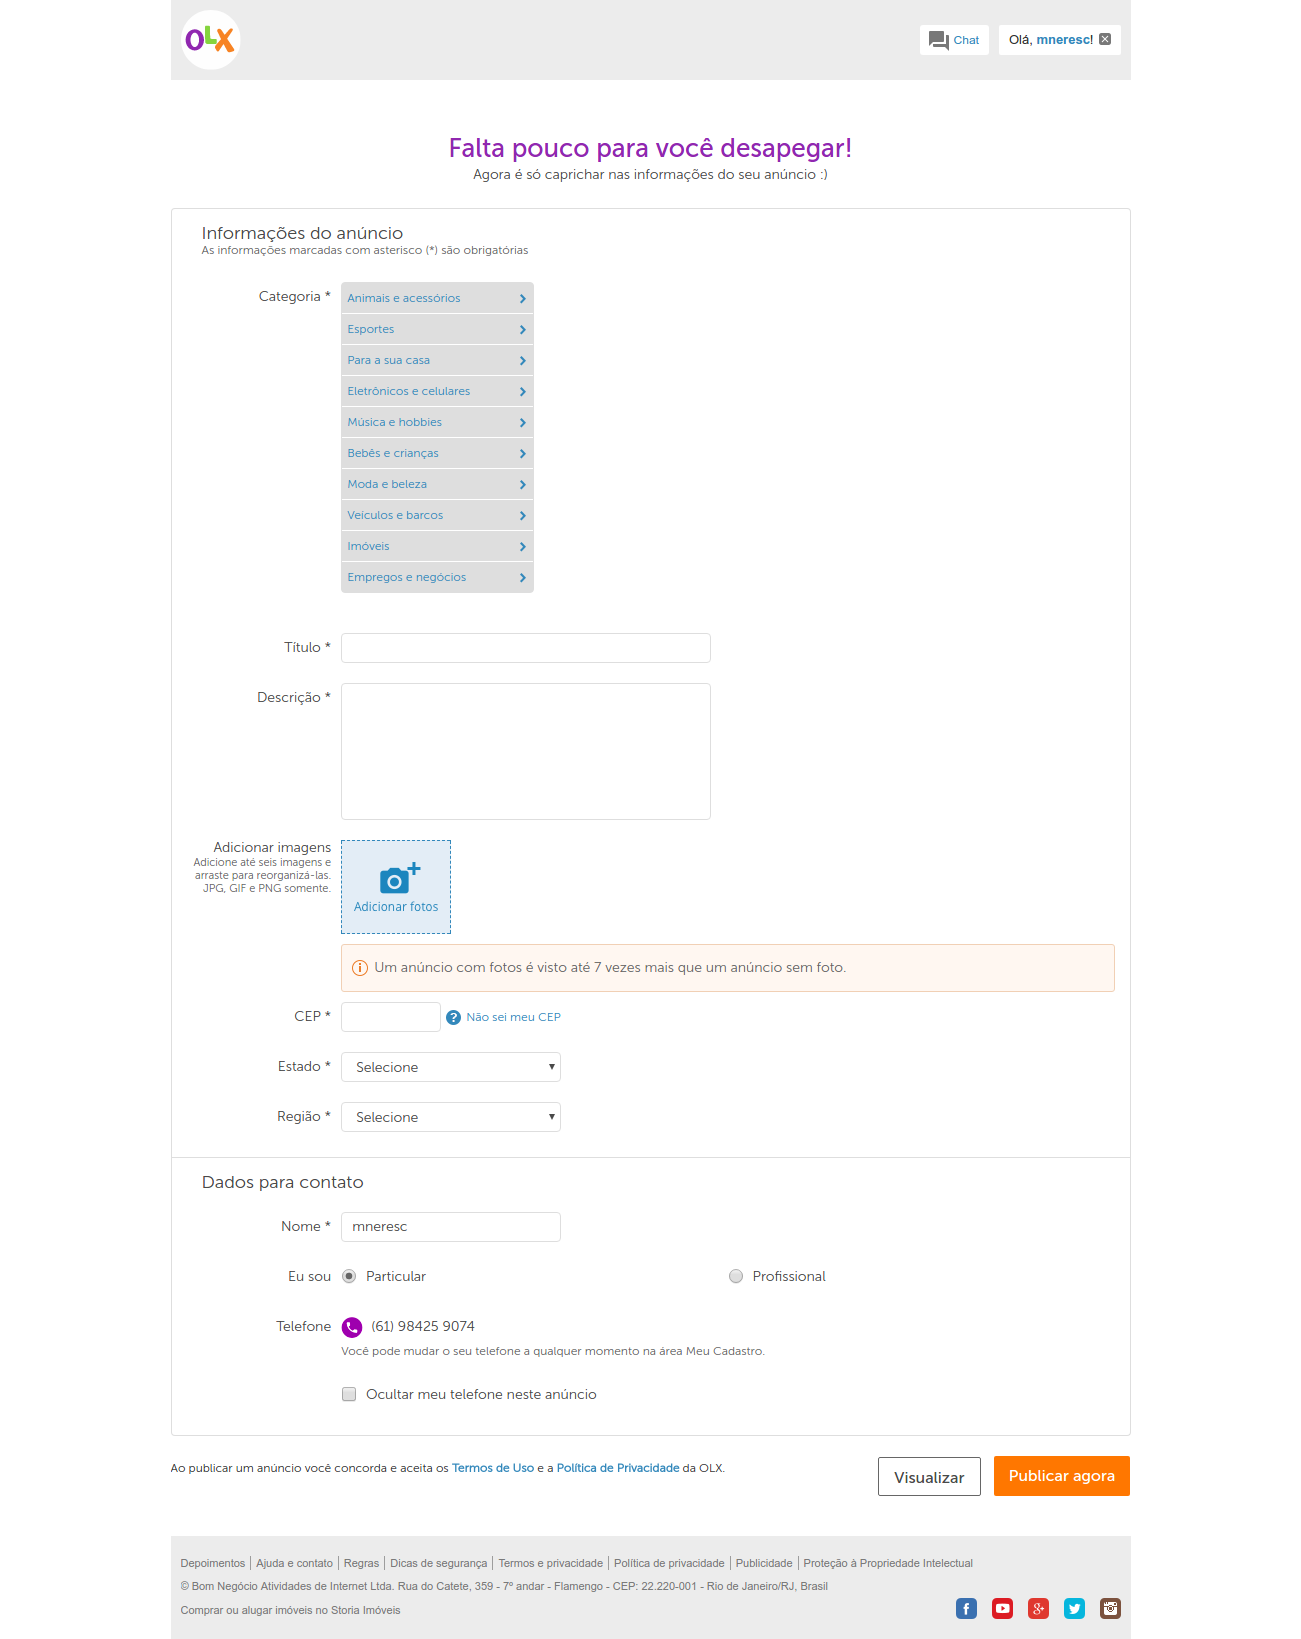 OLX
Chat
Olá, mneresc!
Falta pouco para você desapegar!
Agora é só caprichar nas informações do seu anúncio :)
Informações do anúncio
As informações marcadas com asterisco (*) são obrigatórias
Categoria *
Animais e acessórios
Esportes
Para a sua casa
Eletrônicos e celulares
Música e hobbies
Bebês e crianças
Moda e beleza
Veículos e barcos
Imóveis
Empregos e negócios
Título *
Descrição *
Adicionar imagens
Adicione até seis imagens e
arraste para reorganizá-las.
JPG, GIF e PNG somente.
Adicionar fotos
Um anúncio com fotos é visto até 7 vezes mais que um anúncio sem foto.
CEP *
? Não sei meu CEP
Estado * Selecione
Região * Selecione
Dados para contato
Nome * mneresc
Eu sou Particular Profissional
Telefone (61) 98425 9074
Você pode mudar o seu telefone a qualquer momento na área Meu Cadastro.
Ocultar meu telefone neste anúncio
Ao publicar um anúncio você concorda e aceita os Termos de Uso e a Política de Privacidade da OLX.
Visualizar
Publicar agora
Depoimentos | Ajuda e contato | Regras | Dicas de segurança | Termos e privacidade | Política de privacidade | Publicidade | Proteção à Propriedade Intelectual
© Bom Negócio Atividades de Internet Ltda. Rua do Catete, 359 - 7º andar - Flamengo - CEP: 22.220-001 - Rio de Janeiro/RJ, Brasil
Comprar ou alugar imóveis no Storia Imóveis